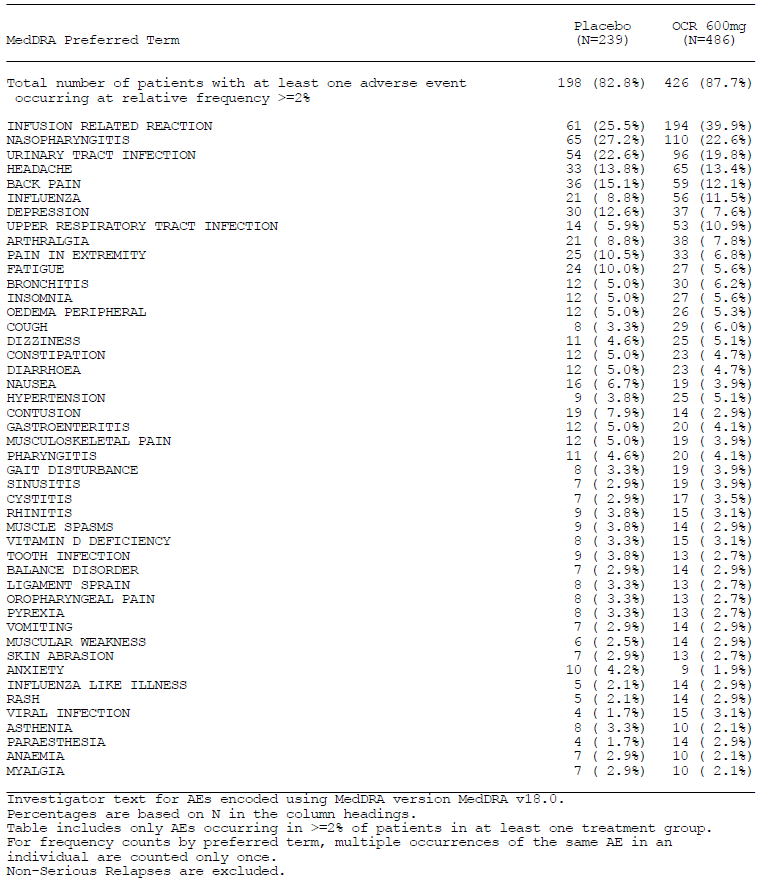 Placebo OCR 600mg
MedDRA Preferred Term (N=239) (N=486)
Total number of patients with at least one adverse event 198 (82.8%) 426 (87.7%)
occurring at relative frequency >=2%
INFUSION RELATED REACTION 61 (25.5%) 194 (39.9%)
NASOPHARYNGITIS 65 (27.2%) 110 (22.6%)
URINARY TRACT INFECTION 54 (22.6%) 96 (19.8%)
HEADACHE 33 (13.8%) 65 (13.4%)
BACK PAIN 36 (15.1%) 59 (12.1%)
INFLUENZA 21 ( 8.8%) 56 (11.5%)
DEPRESSION 30 (12.6%) 37 ( 7.6%)
UPPER RESPIRATORY TRACT INFECTION 14 ( 5.9%) 53 (10.9%)
ARTHRALGIA 21 ( 8.8%) 38 ( 7.8%)
PAIN IN EXTREMITY 25 (10.5%) 33 ( 6.8%)
FATIGUE 24 (10.0%) 27 ( 5.6%)
BRONCHITIS 12 ( 5.0%) 30 ( 6.2%)
INSOMNIA 12 ( 5.0%) 27 ( 5.6%)
OEDEMA PERIPHERAL 12 ( 5.0%) 26 ( 5.3%)
COUGH 8 ( 3.3%) 29 ( 6.0%)
DIZZINESS 11 ( 4.6%) 25 ( 5.1%)
CONSTIPATION 12 ( 5.0%) 23 ( 4.7%)
DIARRHOEA 12 ( 5.0%) 23 ( 4.7%)
NAUSEA 16 ( 6.7%) 19 ( 3.9%)
HYPERTENSION 9 ( 3.8%) 25 ( 5.1%)
CONTUSION 19 ( 7.9%) 14 ( 2.9%)
GASTROENTERITIS 12 ( 5.0%) 20 ( 4.1%)
MUSCULOSKELETAL PAIN 12 ( 5.0%) 19 ( 3.9%)
PHARYNGITIS 11 ( 4.6%) 20 ( 4.1%)
GAIT DISTURBANCE 8 ( 3.3%) 19 ( 3.9%)
SINUSITIS 7 ( 2.9%) 19 ( 3.9%)
CYSTITIS 7 ( 2.9%) 17 ( 3.5%)
RHINITIS 9 ( 3.8%) 15 ( 3.1%)
MUSCLE SPASMS 9 ( 3.8%) 14 ( 2.9%)
VITAMIN D DEFICIENCY 8 ( 3.3%) 15 ( 3.1%)
TOOTH INFECTION 9 ( 3.8%) 13 ( 2.7%)
BALANCE DISORDER 7 ( 2.9%) 14 ( 2.9%)
LIGAMENT SPRAIN 8 ( 3.3%) 13 ( 2.7%)
OROPHARYNGEAL PAIN 8 ( 3.3%) 13 ( 2.7%)
PYREXIA 8 ( 3.3%) 13 ( 2.7%)
VOMITING 7 ( 2.9%) 14 ( 2.9%)
MUSCULAR WEAKNESS 6 ( 2.5%) 14 ( 2.9%)
SKIN ABRASION 7 ( 2.9%) 13 ( 2.7%)
ANXIETY 10 ( 4.2%) 9 ( 1.9%)
INFLUENZA LIKE ILLNESS 5 ( 2.1%) 14 ( 2.9%)
RASH 5 ( 2.1%) 14 ( 2.9%)
VIRAL INFECTION 4 ( 1.7%) 15 ( 3.1%)
ASTHENIA 8 ( 3.3%) 10 ( 2.1%)
PARAESTHESIA 4 ( 1.7%) 14 ( 2.9%)
ANAEMIA 7 ( 2.9%) 10 ( 2.1%)
MYALGIA 7 ( 2.9%) 10 ( 2.1%)
Investigator text for AEs encoded using MedDRA version MedDRA v18.0.
Percentages are based on N in the column headings.
Table includes only AEs occurring in >=2% of patients in at least one treatment group.
For frequency counts by preferred term, multiple occurrences of the same AE in an
individual are counted only once.
Non-Serious Relapses are excluded.